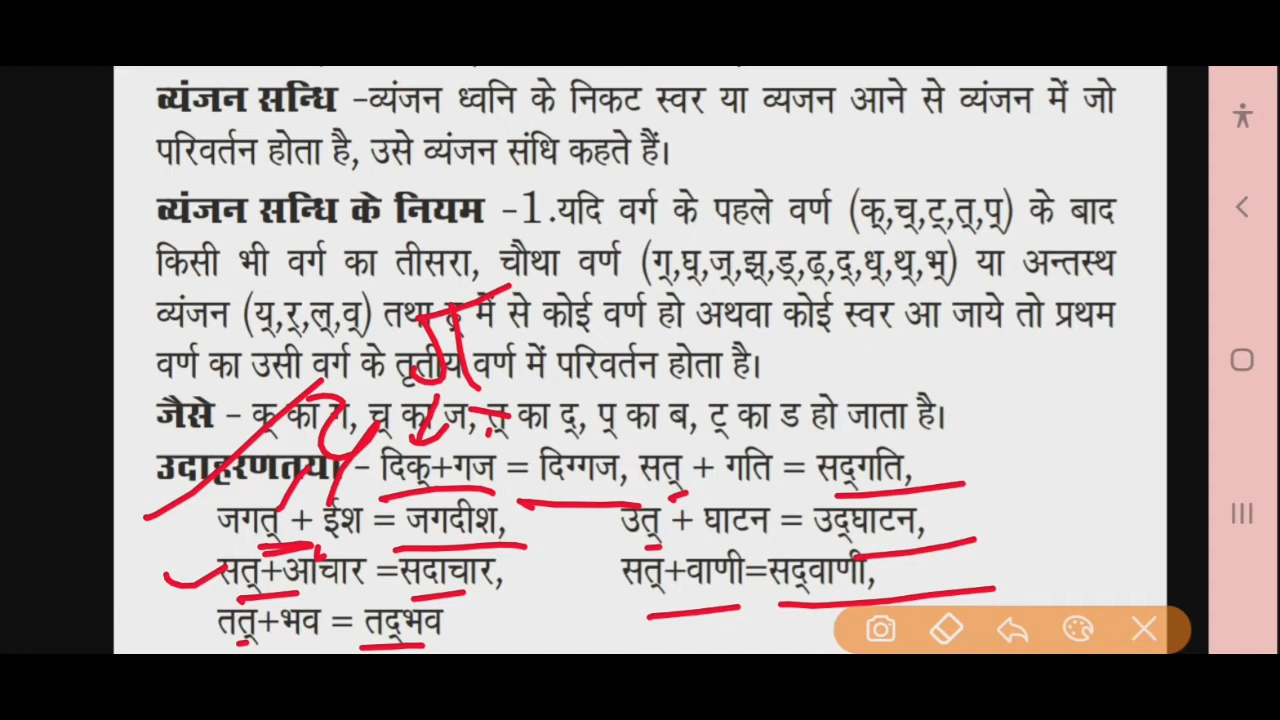 व्यंजन सन्धि -व्यंजन ध्वनि के निकट स्वर या व्यजन आने से व्यंजन में जो
परिवर्तन होता है, उसे व्यंजन संधि कहते हैं।
व्यंजन सन्धि के नियम -1.यदि वर्ग के पहले वर्ण (क्,च्,ट्,त्,प्) के बाद
किसी भी वर्ग का तीसरा, चौथा वर्ण (ग्,घ्,ज्,झ्,ड्,ढ्,द्,ध्,थ्,भ्) या अन्तस्थ
व्यंजन (य्,र्,ल्,व्) तथा ह् में से कोई वर्ण हो अथवा कोई स्वर आ जाये तो प्रथम
वर्ण का उसी वर्ग के तृतीय वर्ण में परिवर्तन होता है।
जैसे - क् का ग, च् का ज, त् का द्, प् का ब, ट् का ड हो जाता है।
उदाहरणतया - दिक्+गज = दिग्गज, सत् + गति = सद्‌गति,
जगत् + ईश = जगदीश, उत् + घाटन = उद्‌घाटन,
सत्+आचार =सदाचार, सत्+वाणी=सद्‌वाणी,
तत्+भव = तद्‌भव